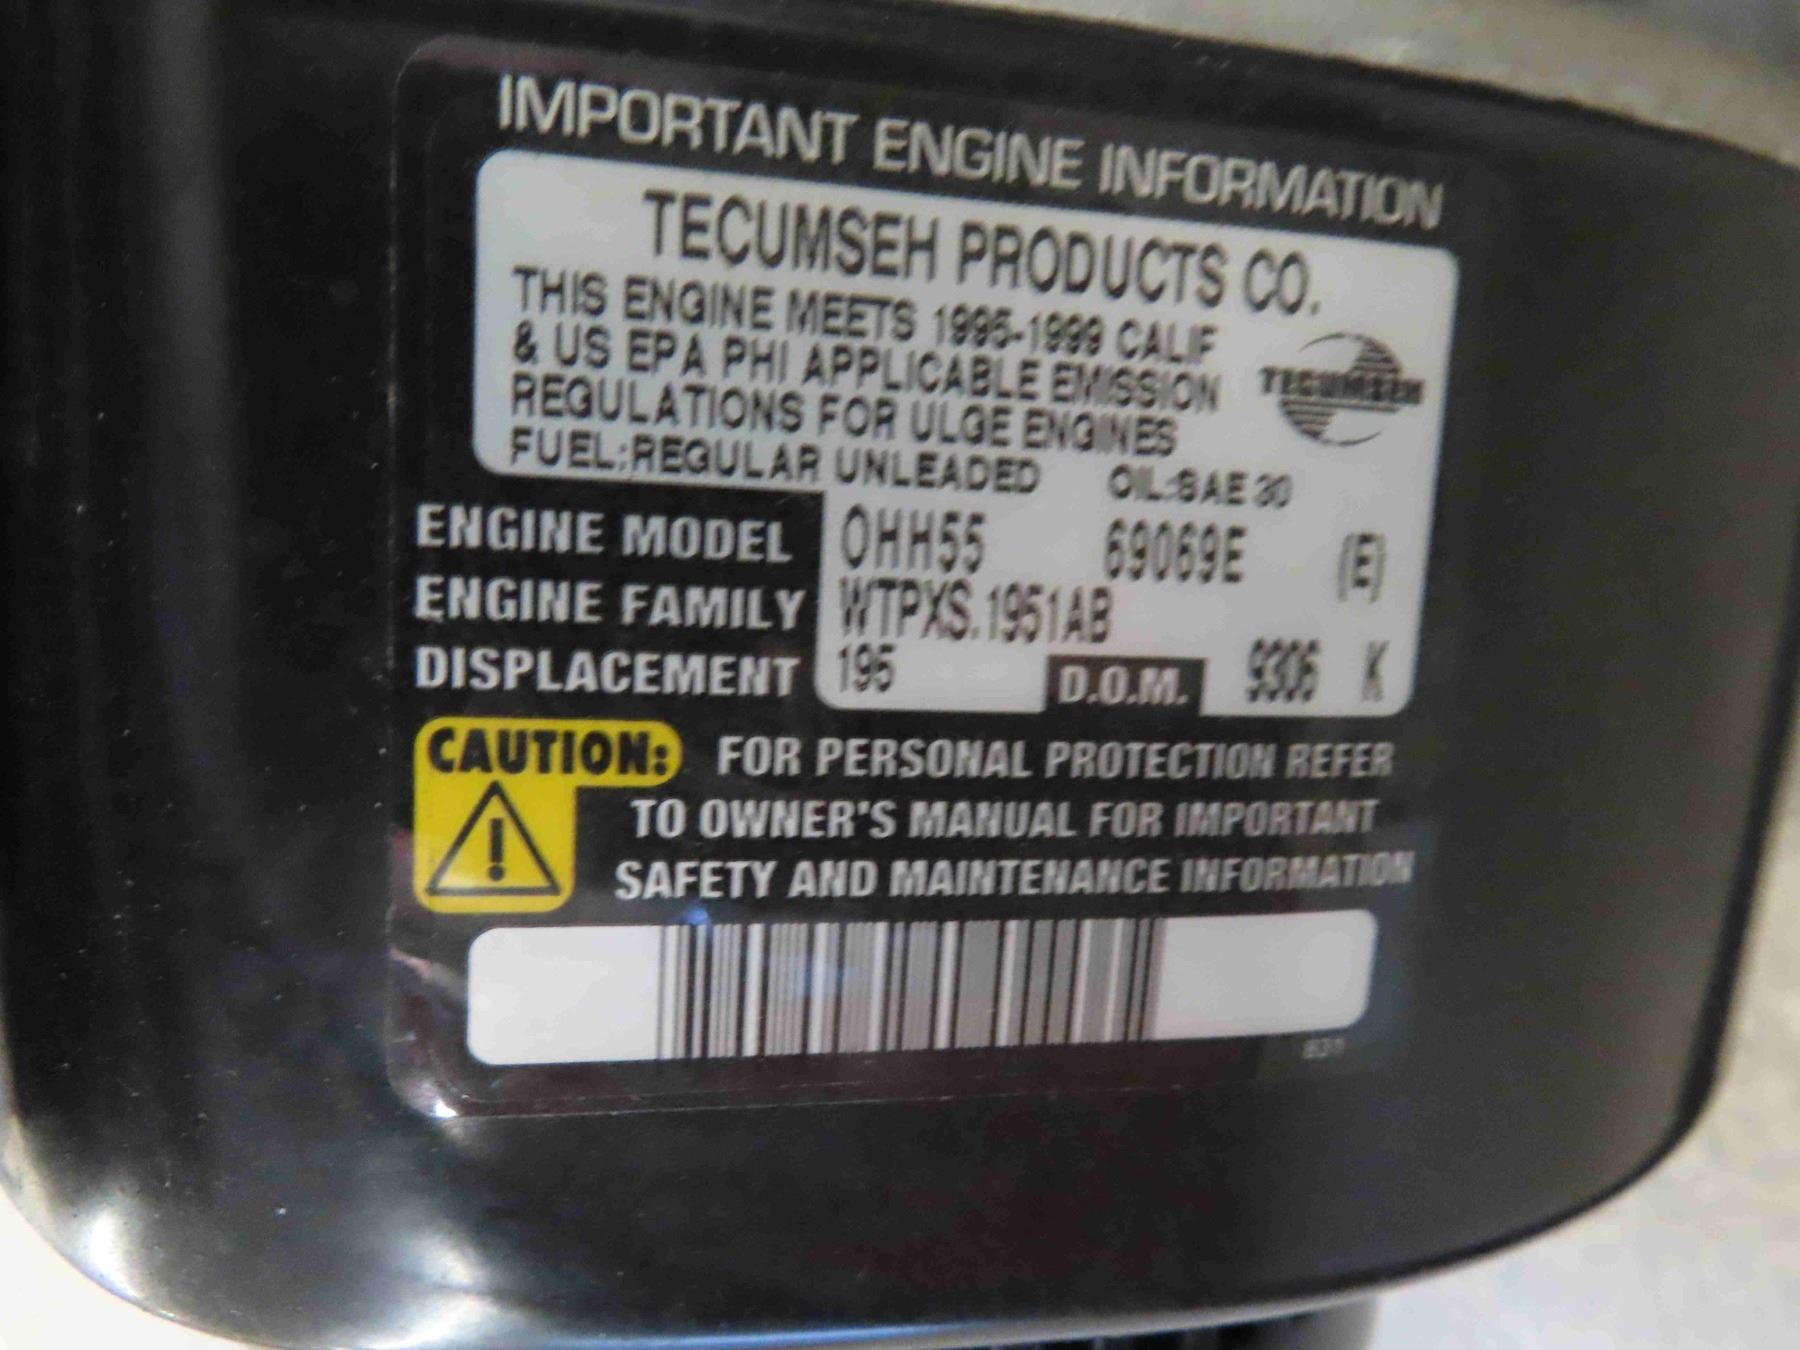 IMPORTANT ENGINE INFORMATION
TECUMSEH PRODUCTS CO.
THIS ENGINE MEETS 1995-1999 CALIF
& US EPA PHI APPLICABLE EMISSION
REGULATIONS FOR ULGE ENGINES
TECUMSEH
FUEL:REGULAR UNLEADED OIL:SAE 30
ENGINE MODEL OHH55 69069E (E)
ENGINE FAMILY WTPXS.1951AB
DISPLACEMENT 195 D.O.M. 9306 K
CAUTION: FOR PERSONAL PROTECTION REFER
TO OWNER'S MANUAL FOR IMPORTANT
SAFETY AND MAINTENANCE INFORMATION